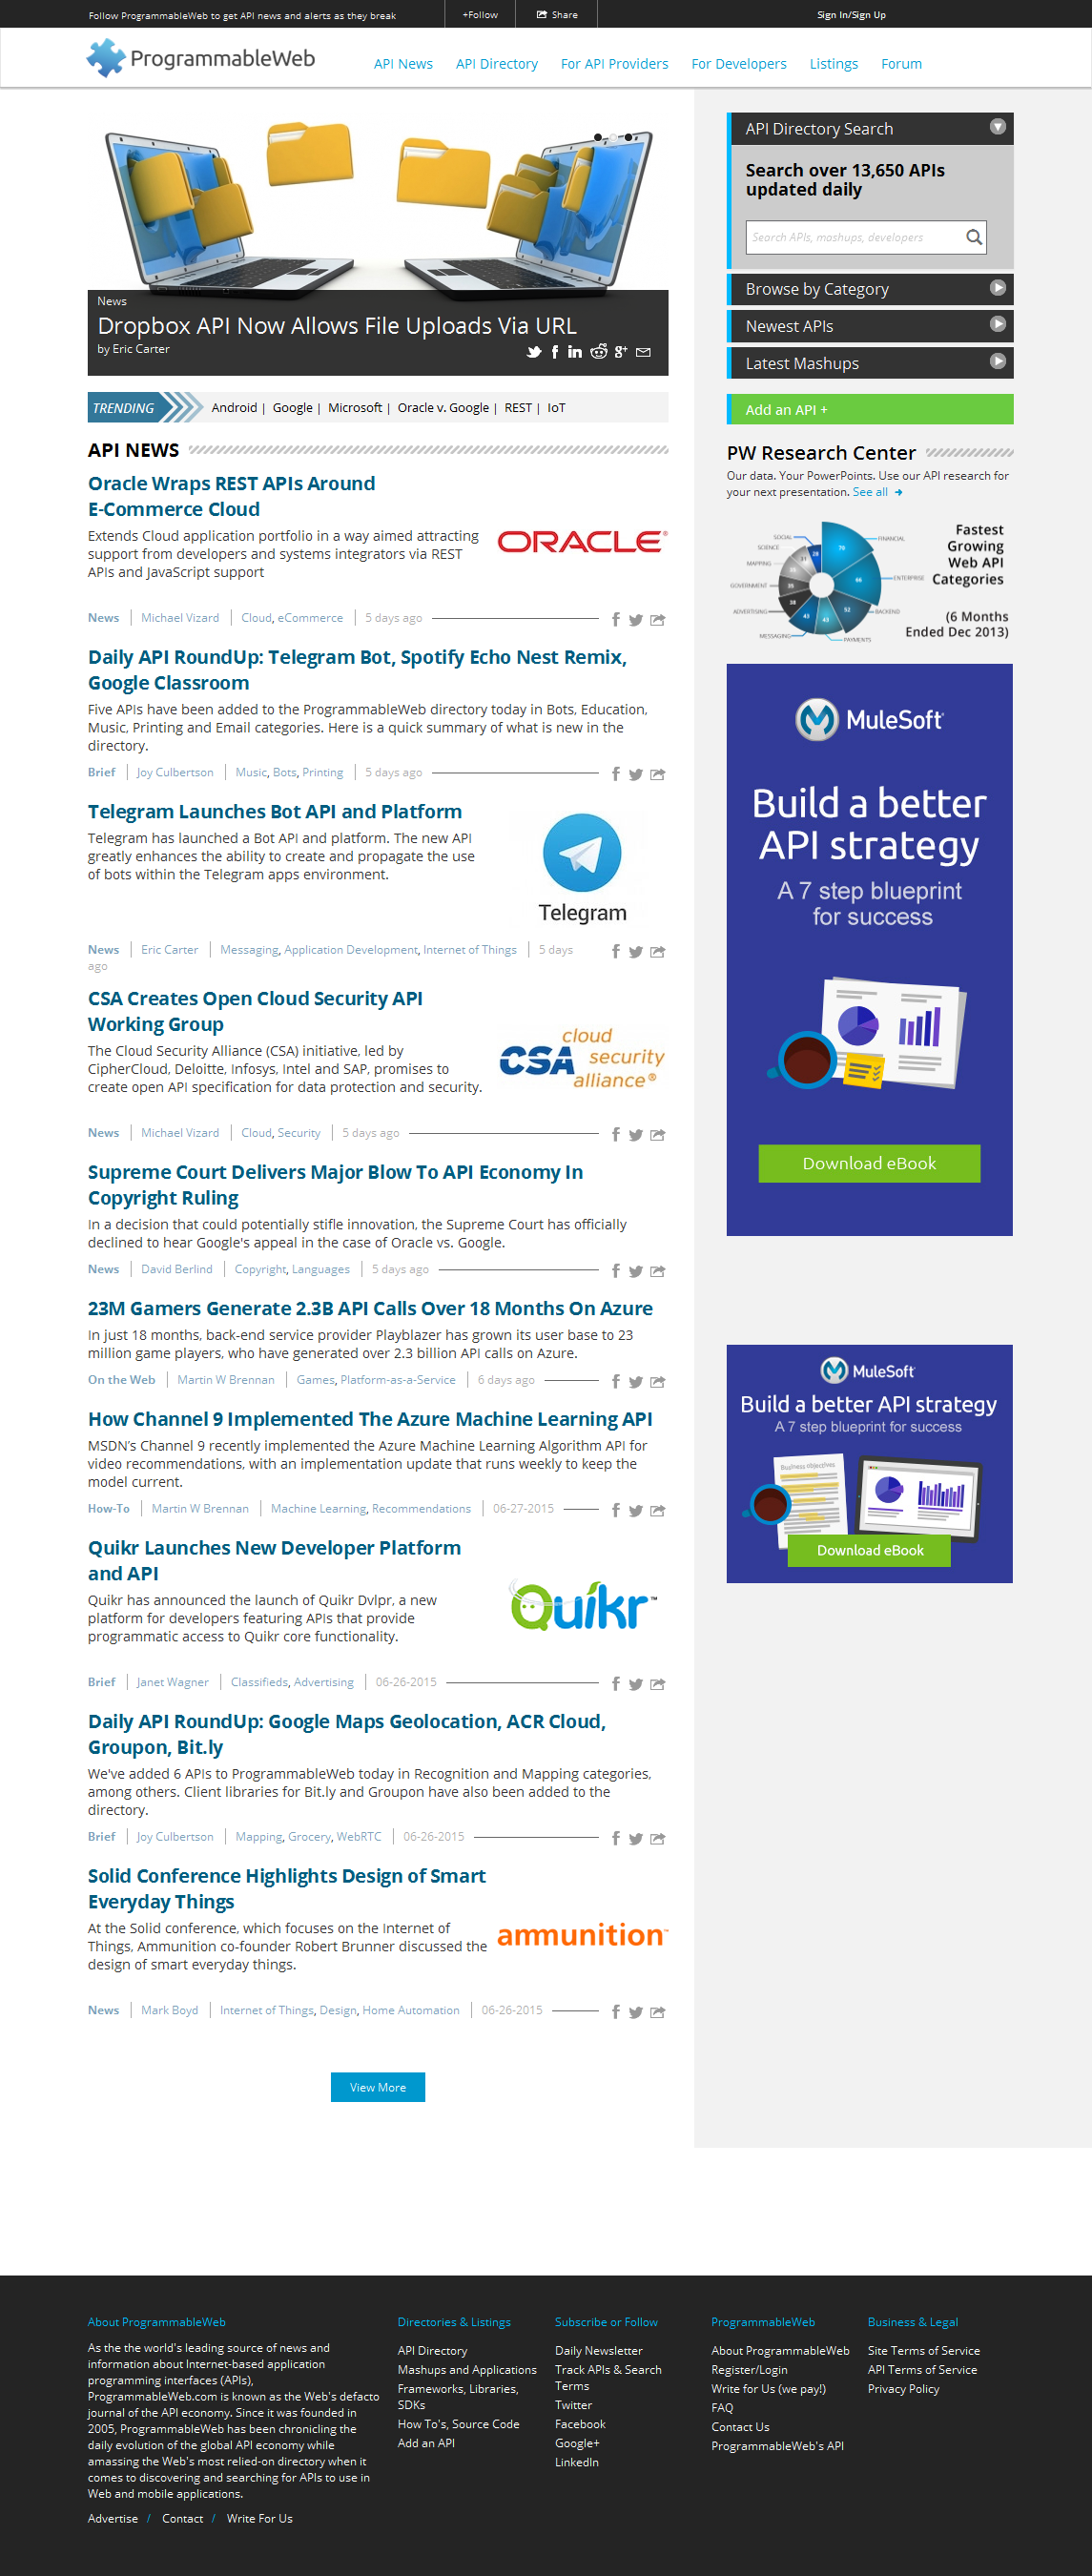 Follow ProgrammableWeb to get API news and alerts as they break
+Follow
Share
Sign In/Sign Up
ProgrammableWeb
API News
API Directory
For API Providers
For Developers
Listings
Forum
News
Dropbox API Now Allows File Uploads Via URL
by Eric Carter
TRENDING
Android | Google | Microsoft | Oracle v. Google | REST | IoT
API NEWS
Oracle Wraps REST APIs Around
E-Commerce Cloud
Extends Cloud application portfolio in a way aimed attracting
support from developers and systems integrators via REST
APIs and JavaScript support
ORACLE
News | Michael Vizard | Cloud, eCommerce | 5 days ago
Daily API RoundUp: Telegram Bot, Spotify Echo Nest Remix,
Google Classroom
Five APIs have been added to the ProgrammableWeb directory today in Bots, Education,
Music, Printing and Email categories. Here is a quick summary of what is new in the
directory.
Brief | Joy Culbertson | Music, Bots, Printing | 5 days ago
Telegram Launches Bot API and Platform
Telegram has launched a Bot API and platform. The new API
greatly enhances the ability to create and propagate the use
of bots within the Telegram apps environment.
Telegram
News | Eric Carter | Messaging, Application Development, Internet of Things | 5 days
ago
CSA Creates Open Cloud Security API
Working Group
The Cloud Security Alliance (CSA) initiative, led by
CipherCloud, Deloitte, Infosys, Intel and SAP, promises to
create open API specification for data protection and security.
CSA cloud
security
alliance®
News | Michael Vizard | Cloud, Security | 5 days ago
Supreme Court Delivers Major Blow To API Economy In
Copyright Ruling
In a decision that could potentially stifle innovation, the Supreme Court has officially
declined to hear Google's appeal in the case of Oracle vs. Google.
News | David Berlind | Copyright, Languages | 5 days ago
23M Gamers Generate 2.3B API Calls Over 18 Months On Azure
In just 18 months, back-end service provider Playblazer has grown its user base to 23
million game players, who have generated over 2.3 billion API calls on Azure.
On the Web | Martin W Brennan | Games, Platform-as-a-Service | 6 days ago
How Channel 9 Implemented The Azure Machine Learning API
MSDN's Channel 9 recently implemented the Azure Machine Learning Algorithm API for
video recommendations, with an implementation update that runs weekly to keep the
model current.
How-To | Martin W Brennan | Machine Learning, Recommendations | 06-27-2015
Quikr Launches New Developer Platform
and API
Quikr has announced the launch of Quikr Dvlpr, a new
platform for developers featuring APIs that provide
programmatic access to Quikr core functionality.
Quikr™
Brief | Janet Wagner | Classifieds, Advertising | 06-26-2015
Daily API RoundUp: Google Maps Geolocation, ACR Cloud,
Groupon, Bit.ly
We've added 6 APIs to ProgrammableWeb today in Recognition and Mapping categories,
among others. Client libraries for Bit.ly and Groupon have also been added to the
directory.
Brief | Joy Culbertson | Mapping, Grocery, WebRTC | 06-26-2015
Solid Conference Highlights Design of Smart
Everyday Things
At the Solid conference, which focuses on the Internet of
Things, Ammunition co-founder Robert Brunner discussed the
design of smart everyday things.
ammunition
News | Mark Boyd | Internet of Things, Design, Home Automation | 06-26-2015
View More
API Directory Search
Search over 13,650 APIs
updated daily
Search APIs, mashups, developers
Browse by Category
Newest APIs
Latest Mashups
Add an API +
PW Research Center
Our data. Your PowerPoints. Use our API research for
your next presentation. See all
SOCIAL
SCIENCE
MAPPING
GOVERNMENT
ADVERTISING
MESSAGING
PAYMENTS
BACKEND
ENTERPRISE
FINANCIAL
Fastest
Growing
Web API
Categories
(6 Months
Ended Dec 2013)
MuleSoft
Build a better
API strategy
A 7 step blueprint
for success
Download eBook
MuleSoft
Build a better API strategy
A 7 step blueprint for success
Business objectives
Download eBook
About ProgrammableWeb
As the the world's leading source of news and
information about Internet-based application
programming interfaces (APIs),
ProgrammableWeb.com is known as the Web's defacto
journal of the API economy. Since it was founded in
2005, ProgrammableWeb has been chronicling the
daily evolution of the global API economy while
amassing the Web's most relied-on directory when it
comes to discovering and searching for APIs to use in
Web and mobile applications.
Advertise / Contact / Write For Us
Directories & Listings
API Directory
Mashups and Applications
Frameworks, Libraries,
SDKs
How To's, Source Code
Add an API
Subscribe or Follow
Daily Newsletter
Track APIs & Search
Terms
Twitter
Facebook
Google+
LinkedIn
ProgrammableWeb
About ProgrammableWeb
Register/Login
Write for Us (we pay!)
FAQ
Contact Us
ProgrammableWeb's API
Business & Legal
Site Terms of Service
API Terms of Service
Privacy Policy